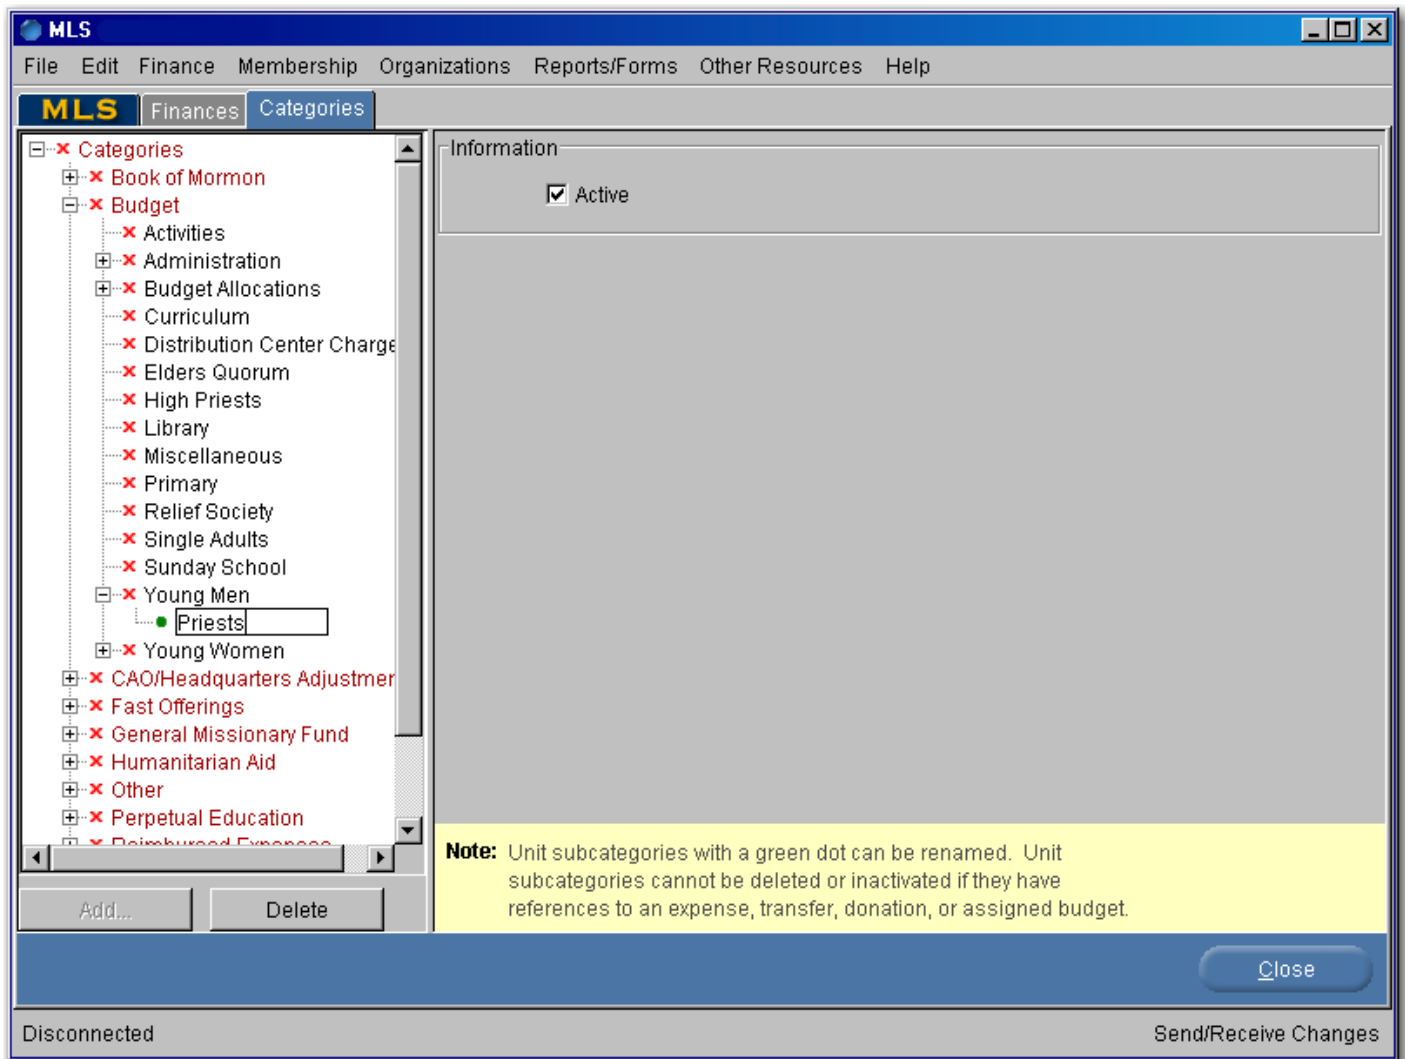 MLS
File Edit Finance Membership Organizations Reports/Forms Other Resources Help
MLS Finances Categories
Categories
Book of Mormon
Budget
Activities
Administration
Budget Allocations
Curriculum
Distribution Center Charge
Elders Quorum
High Priests
Library
Miscellaneous
Primary
Relief Society
Single Adults
Sunday School
Young Men
Priests
Young Women
CAO/Headquarters Adjustmen
Fast Offerings
General Missionary Fund
Humanitarian Aid
Other
Perpetual Education
Reimbursed Expenses
Add... Delete
Information
Active
Note: Unit subcategories with a green dot can be renamed. Unit
subcategories cannot be deleted or inactivated if they have
references to an expense, transfer, donation, or assigned budget.
Close
Disconnected
Send/Receive Changes